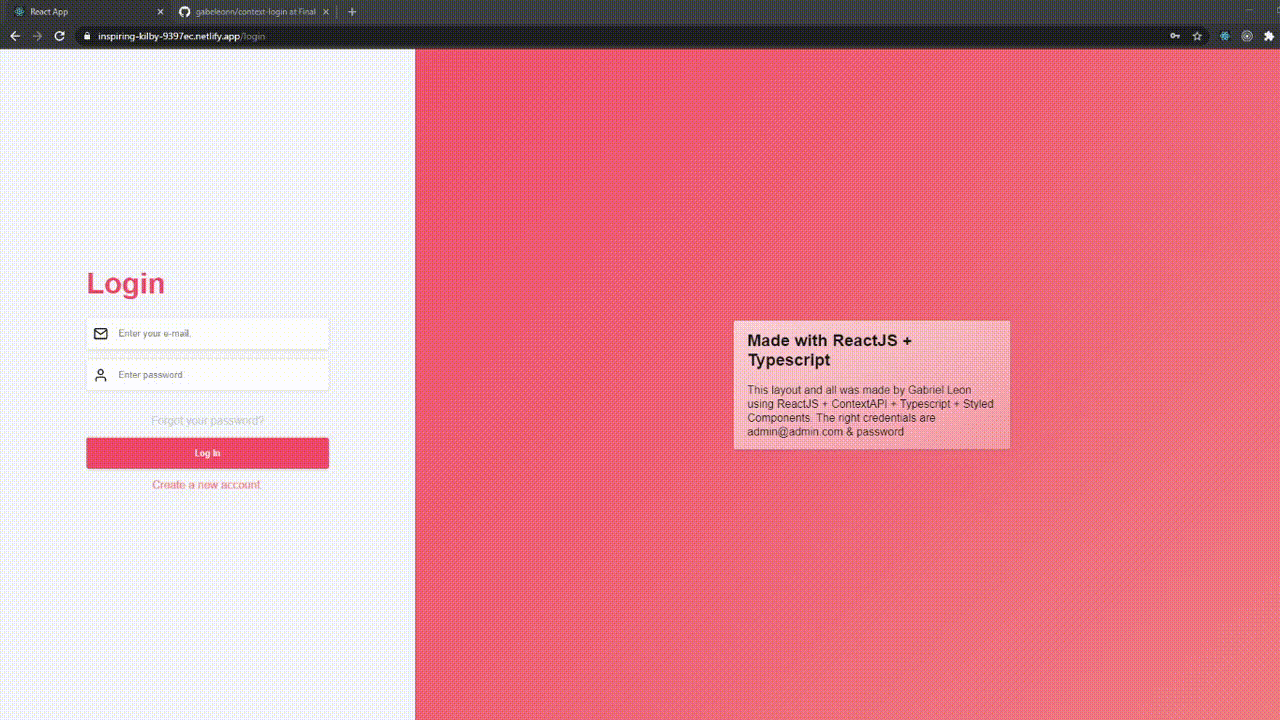 React App
gabeleonn/context-login at Final
inspiring-kilby-9397ec.netlify.app/login
Login
Enter your e-mail.
Enter password.
Forgot your password?
Log In
Create a new account.
Made with ReactJS +
Typescript
This layout and all was made by Gabriel Leon
using ReactJS + ContextAPI + Typescript + Styled
Components. The right credentials are
admin@admin.com & password